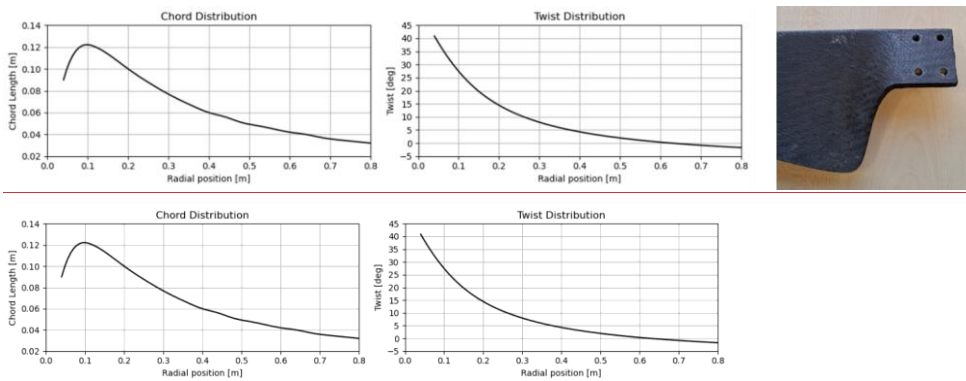 Chord Distribution
Chord Length [m]
0.14
0.12
0.10
0.08
0.06
0.04
0.02
0.0 0.1 0.2 0.3 0.4 0.5 0.6 0.7 0.8
Radial position [m]
Twist Distribution
Twist [deg]
45
40
35
30
25
20
15
10
5
0
−5
0.0 0.1 0.2 0.3 0.4 0.5 0.6 0.7 0.8
Radial position [m]
Chord Distribution
Chord Length [m]
0.14
0.12
0.10
0.08
0.06
0.04
0.02
0.0 0.1 0.2 0.3 0.4 0.5 0.6 0.7 0.8
Radial position [m]
Twist Distribution
Twist [deg]
45
40
35
30
25
20
15
10
5
0
−5
0.0 0.1 0.2 0.3 0.4 0.5 0.6 0.7 0.8
Radial position [m]